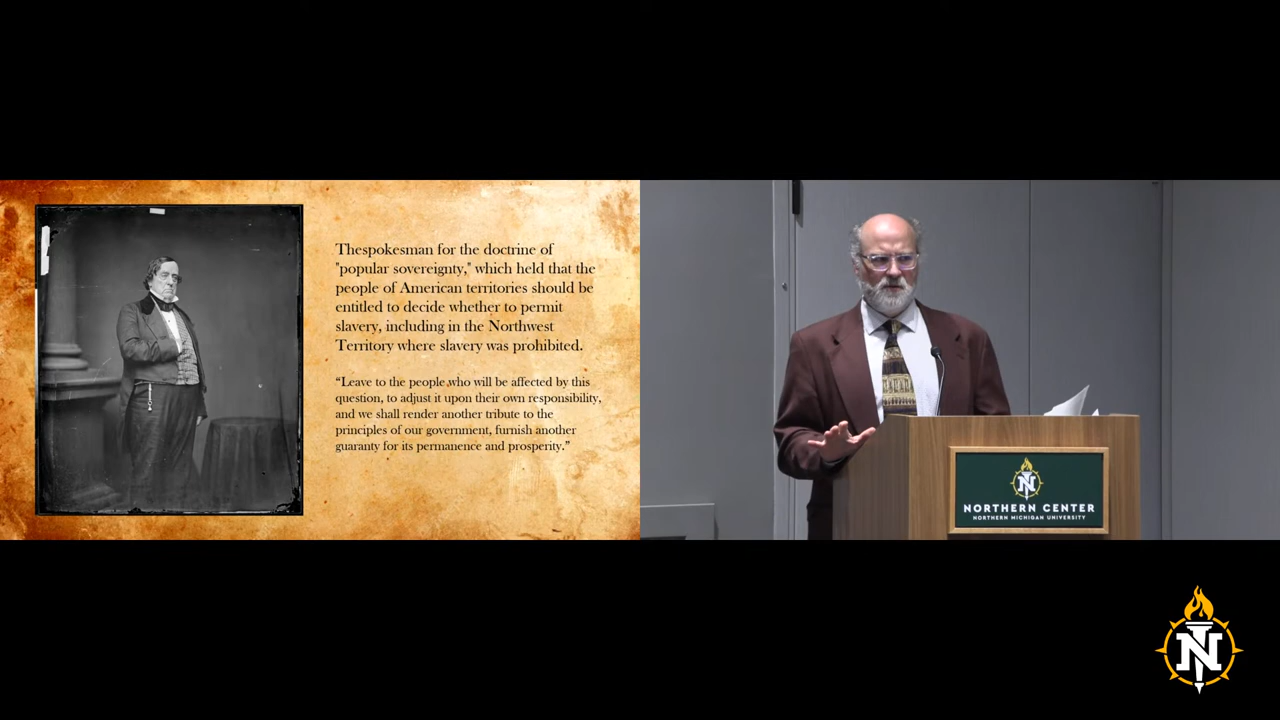 Thespokesman for the doctrine of
"popular sovereignty," which held that the
people of American territories should be
entitled to decide whether to permit
slavery, including in the Northwest
Territory where slavery was prohibited.
“Leave to the people who will be affected by this
question, to adjust it upon their own responsibility,
and we shall render another tribute to the
principles of our government, furnish another
guaranty for its permanence and prosperity.”
N
NORTHERN CENTER
NORTHERN MICHIGAN UNIVERSITY
N